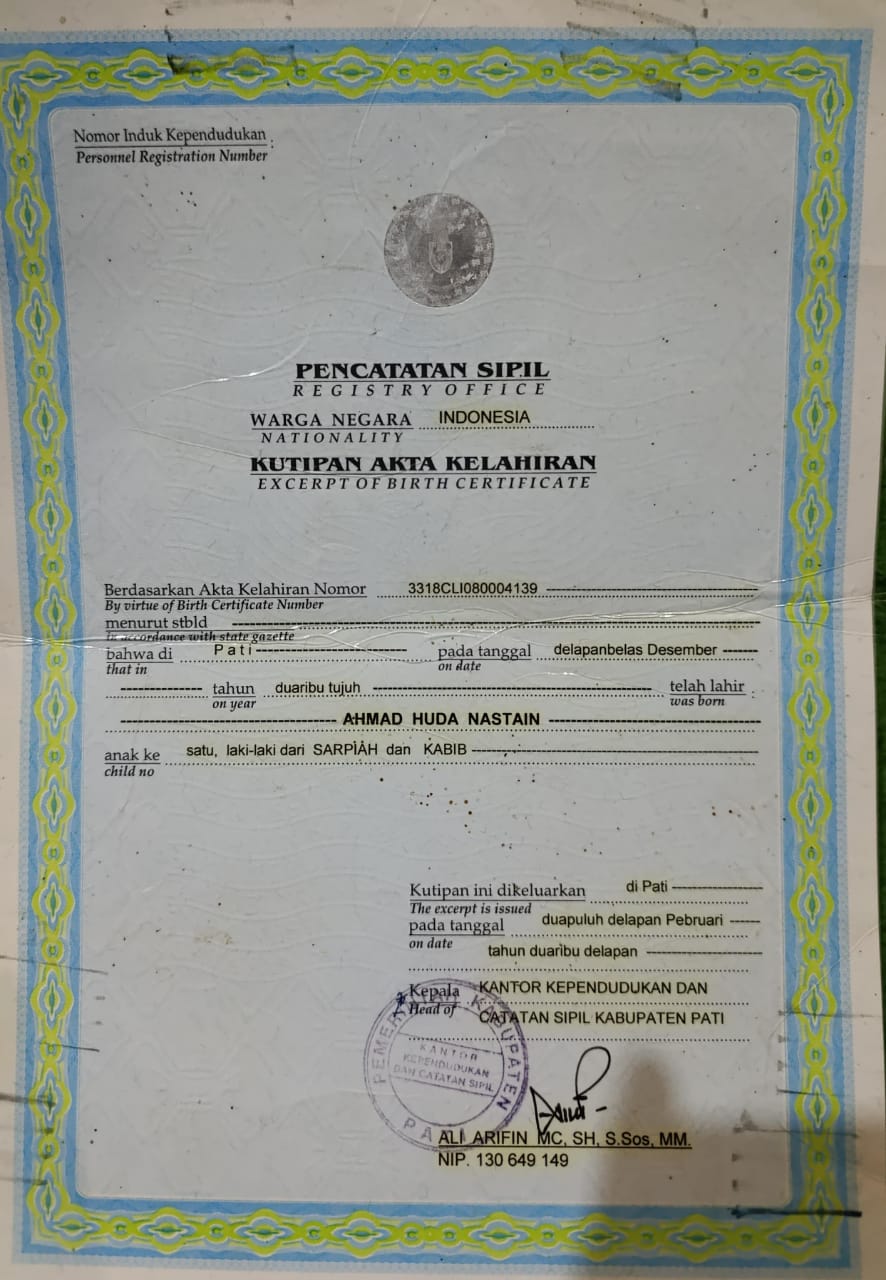 Nomor Induk Kependudukan :
Personnel Registration Number
PENCATATAN SIPIL
REGISTRY OFFICE
WARGA NEGARA INDONESIA
NATIONALITY
KUTIPAN AKTA KELAHIRAN
EXCERPT OF BIRTH CERTIFICATE
Berdasarkan Akta Kelahiran Nomor 3318CLI080004139
By virtue of Birth Certificate Number
menurut stbld
In accordance with state gazette
bahwa di Pati pada tanggal delapanbelas Desember
that in on date
tahun duaribu tujuh telah lahir
on year was born
AHMAD HUDA NASTAIN
anak ke satu, laki-laki dari SARPIAH dan KABIB
child no
Kutipan ini dikeluarkan di Pati
The excerpt is issued
pada tanggal duapuluh delapan Pebruari
on date
tahun duaribu delapan
Kepala KANTOR KEPENDUDUKAN DAN
Head of
CATATAN SIPIL KABUPATEN PATI
PEMERINTAH KABUPATEN
KANTOR
KEPENDUDUKAN
DAN CATATAN SIPIL
PATI
ALI ARIFIN MC, SH, S.Sos, MM.
NIP. 130 649 149